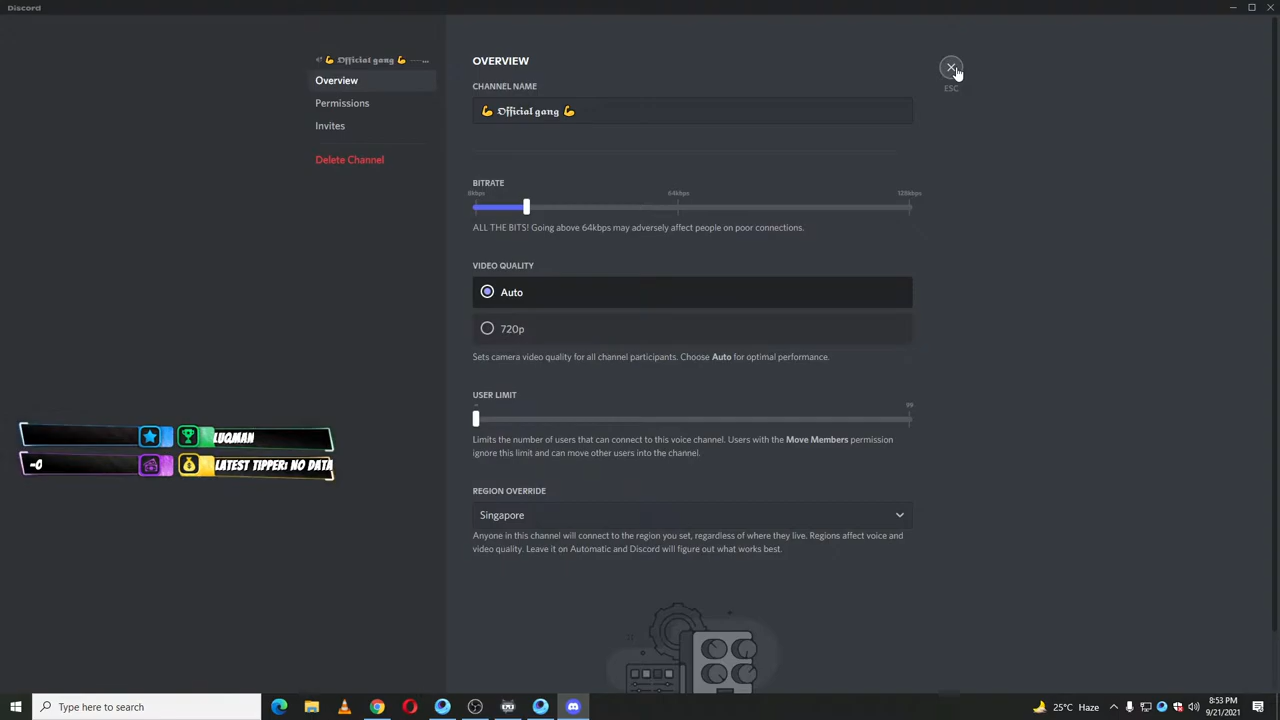 Discord
💪 𝕺𝖋𝖋𝖎𝖈𝖎𝖆𝖑 𝖌𝖆𝖓𝖌 💪 —...
Overview
Permissions
Invites
Delete Channel
OVERVIEW
ESC
CHANNEL NAME
💪 𝕺𝖋𝖋𝖎𝖈𝖎𝖆𝖑 𝖌𝖆𝖓𝖌 💪
BITRATE
8kbps 64kbps 128kbps
ALL THE BITS! Going above 64kbps may adversely affect people on poor connections.
VIDEO QUALITY
Auto
720p
Sets camera video quality for all channel participants. Choose Auto for optimal performance.
USER LIMIT
99
Limits the number of users that can connect to this voice channel. Users with the Move Members permission
ignore this limit and can move other users into the channel.
REGION OVERRIDE
Singapore
Anyone in this channel will connect to the region you set, regardless of where they live. Regions affect voice and
video quality. Leave it on Automatic and Discord will figure out what works best.
LUQMAN
-0
LATEST TIPPER: NO DATA
Type here to search
25°C Haze
8:53 PM
9/21/2021